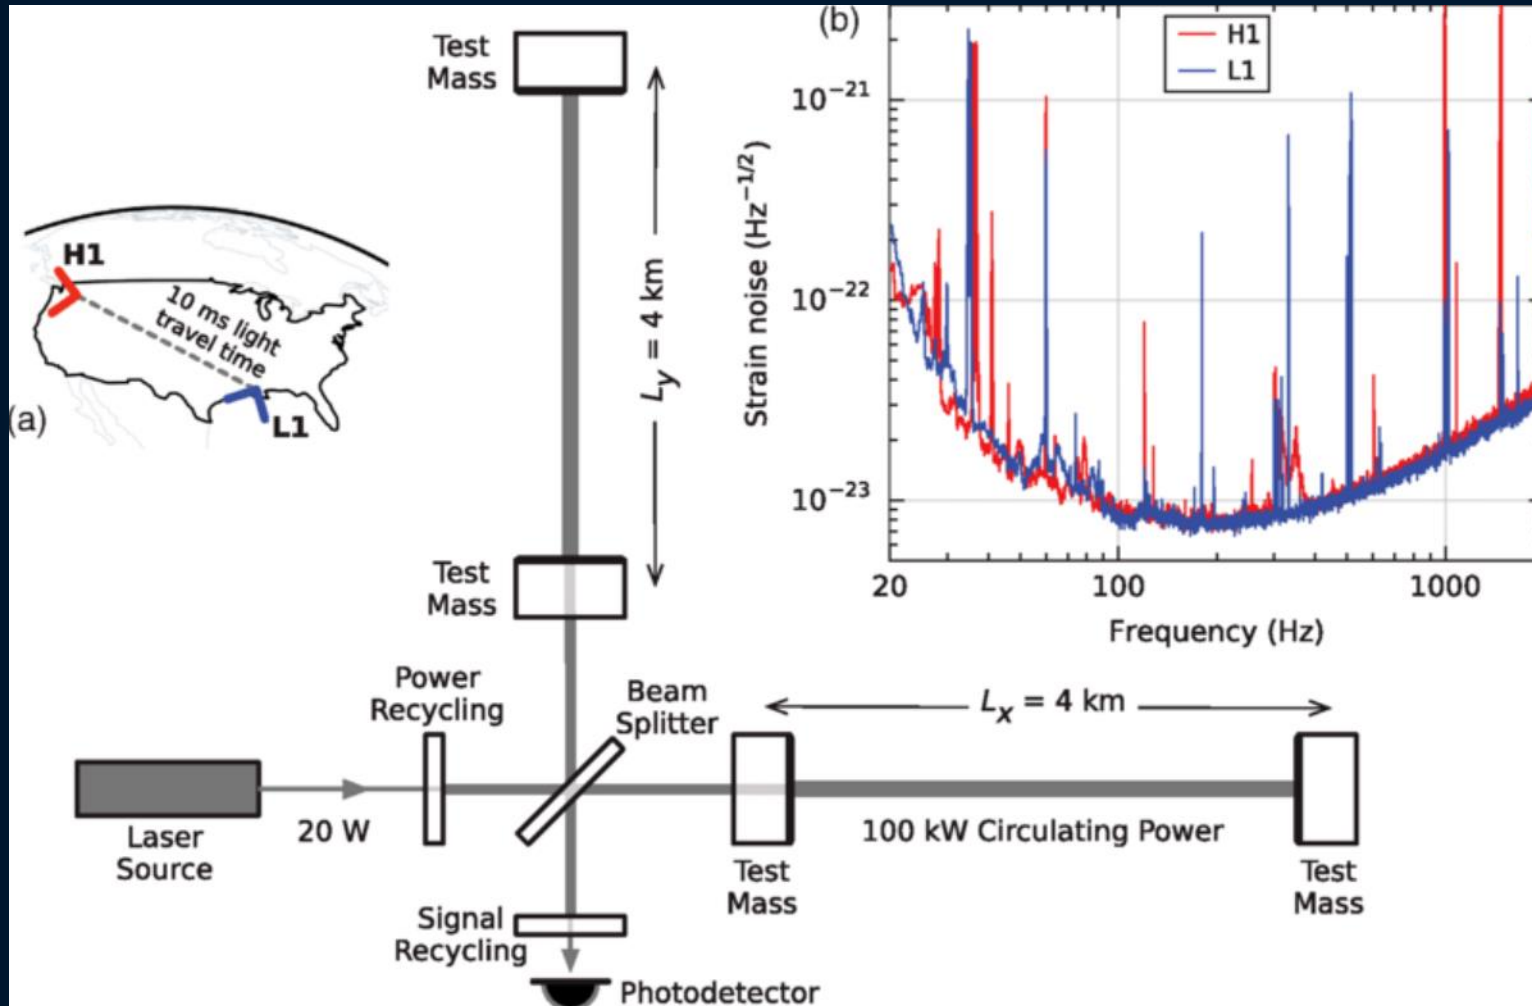 Test
Mass
(b)
H1
L1
10⁻²¹
10⁻²²
10⁻²³
Strain noise (Hz⁻¹/²)
20
100
1000
Frequency (Hz)
H1
10 ms light
travel time
L1
(a)
L_y = 4 km
Test
Mass
Power
Recycling
Beam
Splitter
L_x = 4 km
Laser
Source
20 W
100 kW Circulating Power
Test
Mass
Test
Mass
Signal
Recycling
Photodetector